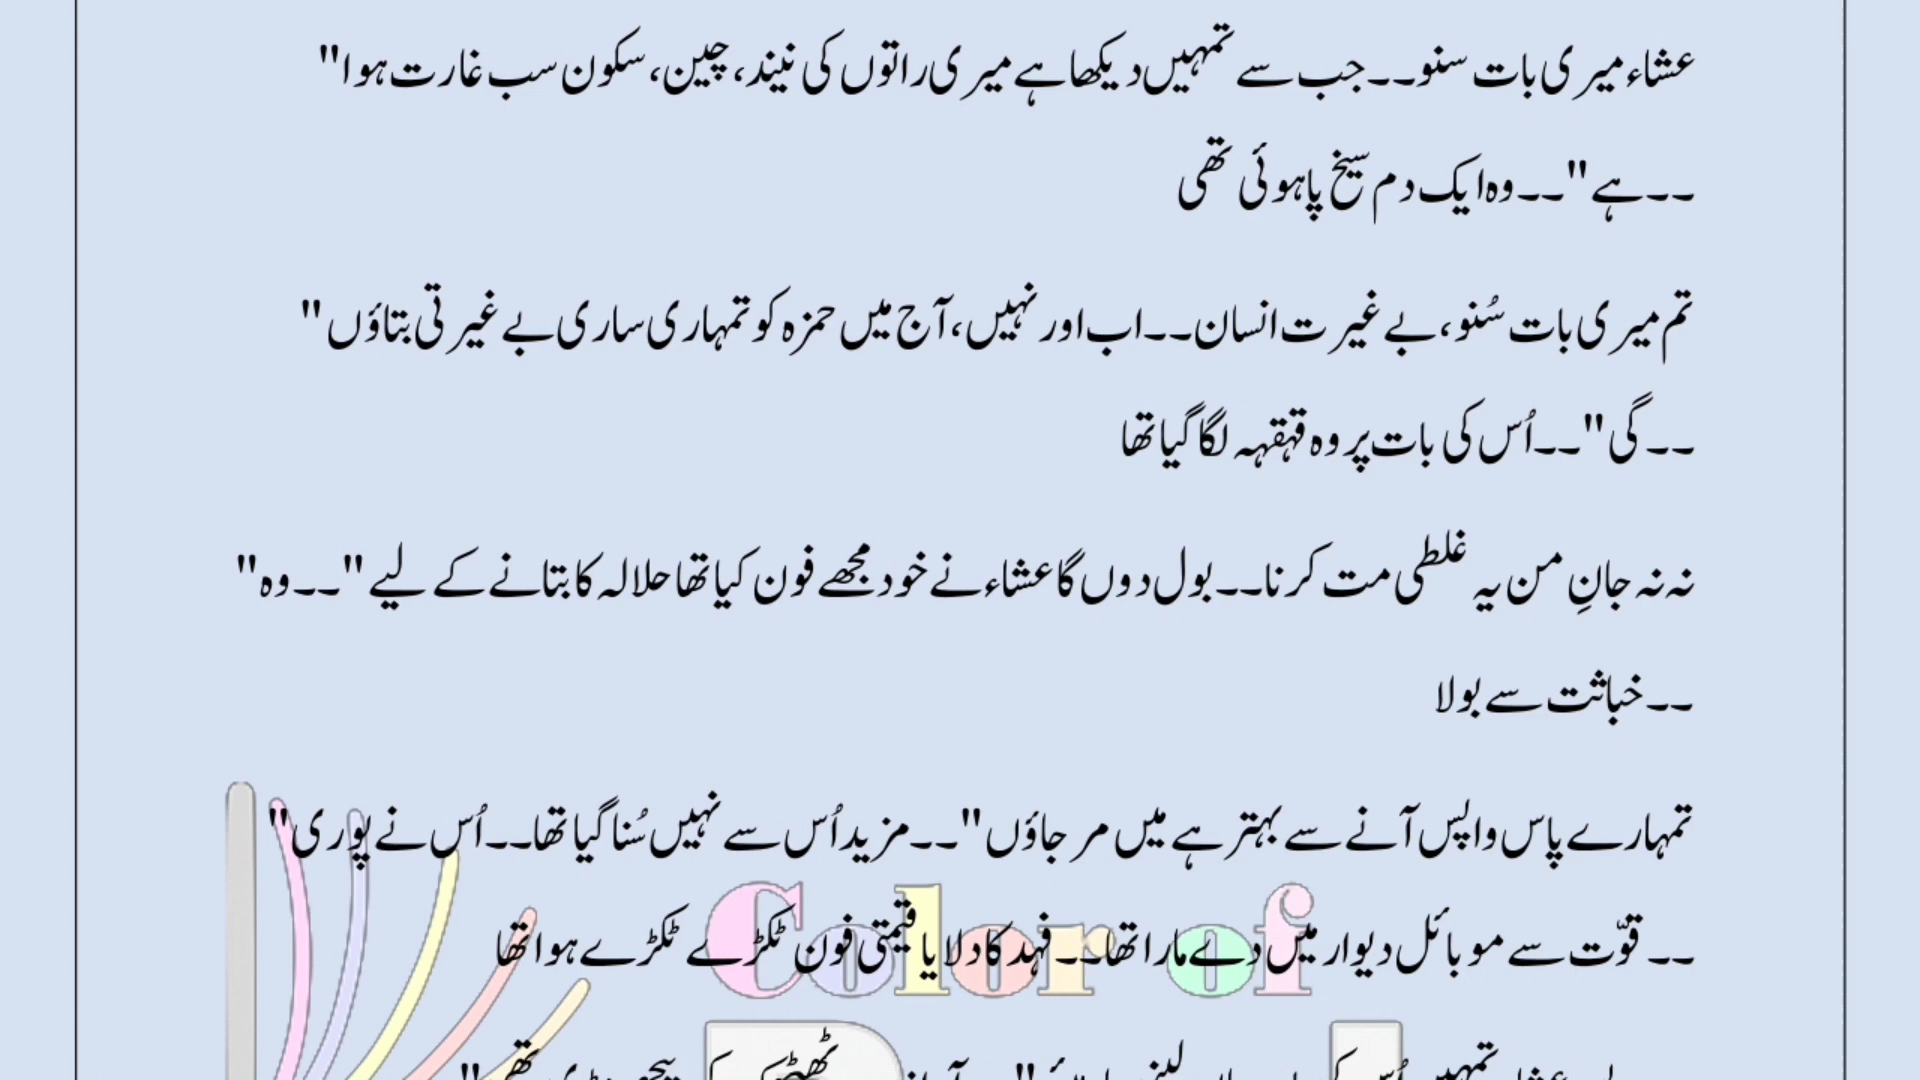 عشاء میری بات سنو۔۔جب سے تمہیں دیکھا ہے میری راتوں کی نیند، چین، سکون سب غارت ہوا"
۔۔ہے"۔۔وہ ایک دم سیخ پا ہوئی تھی
تم میری بات سُنو، بے غیرت انسان۔۔اب اور نہیں، آج میں حمزہ کو تمہاری ساری بے غیرتی بتاؤں"
۔۔گی"۔۔اُس کی بات پر وہ قہقہہ لگا گیا تھا
نہ نہ جانِ من یہ غلطی مت کرنا۔۔بول دوں گا عشاء نے خود مجھے فون کیا تھا حلالہ کا بتانے کے لیے"۔۔وہ"
۔۔خباثت سے بولا
تمہارے پاس واپس آنے سے بہتر ہے میں مر جاؤں"۔۔مزید اُس سے نہیں سُنا گیا تھا۔۔اُس نے پوری"
۔۔قوّت سے موبائل دیوار میں دے مارا تھا۔۔فہد کا دلایا قیمتی فون ٹکڑے ٹکڑے ہوا تھا
Color of